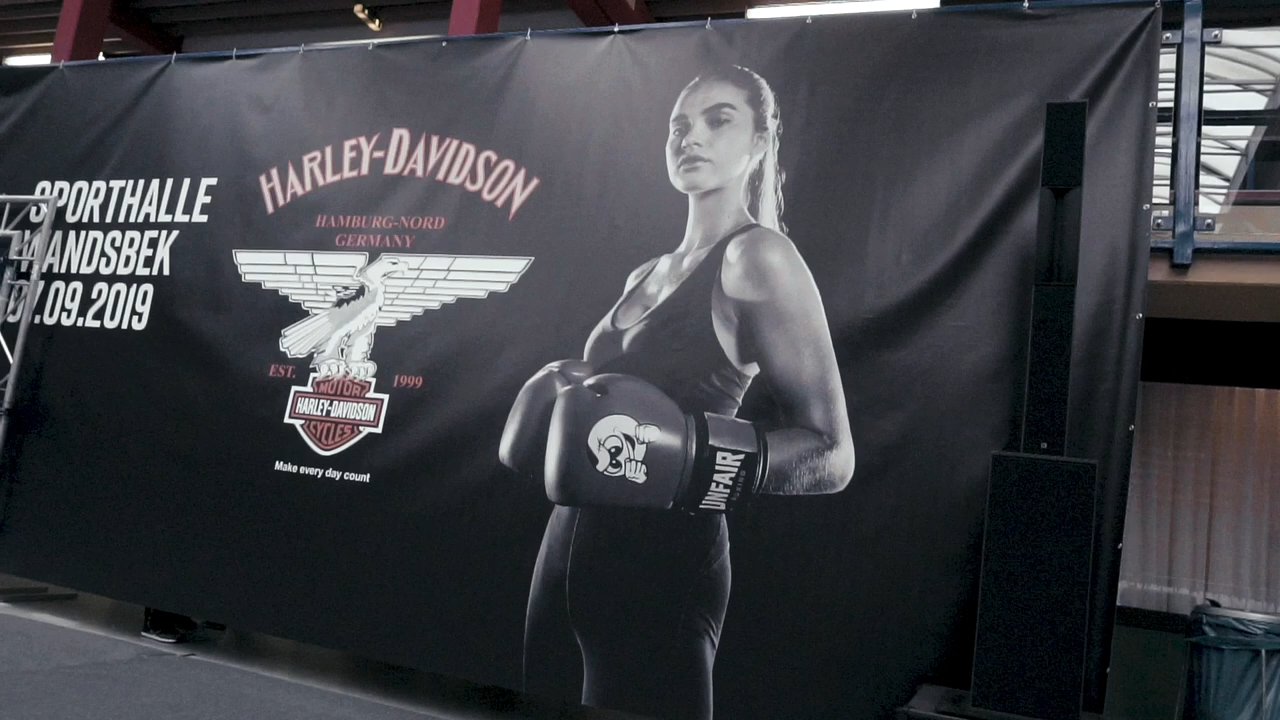 SPORTHALLE
WANDSBEK
.09.2019
HARLEY-DAVIDSON
HAMBURG-NORD
GERMANY
EST. 1999
MOTOR
HARLEY-DAVIDSON
CYCLES
Make every day count
UNFAIR